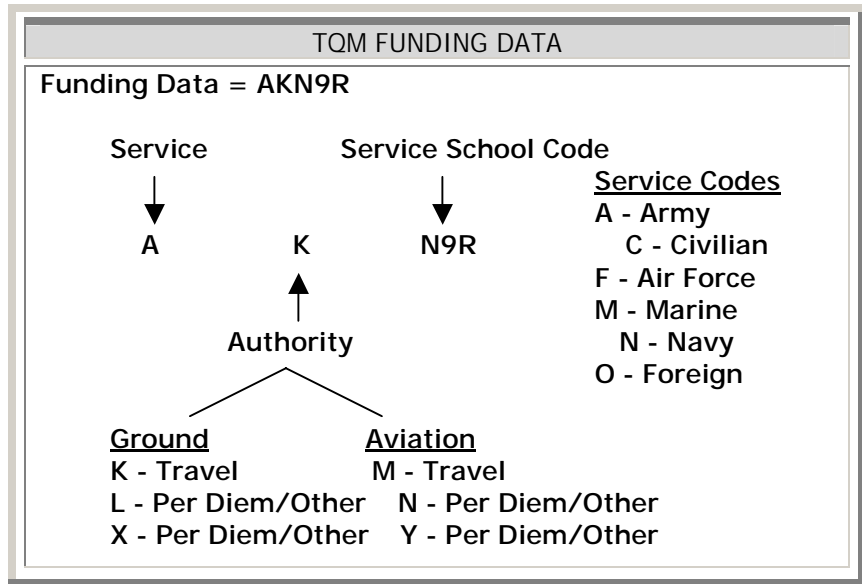 TQM FUNDING DATA
Funding Data = AKN9R
Service Service School Code
Service Codes
A - Army
A K N9R
C - Civilian
F - Air Force
M - Marine
Authority
N - Navy
O - Foreign
Ground Aviation
K - Travel M - Travel
L - Per Diem/Other N - Per Diem/Other
X - Per Diem/Other Y - Per Diem/Other